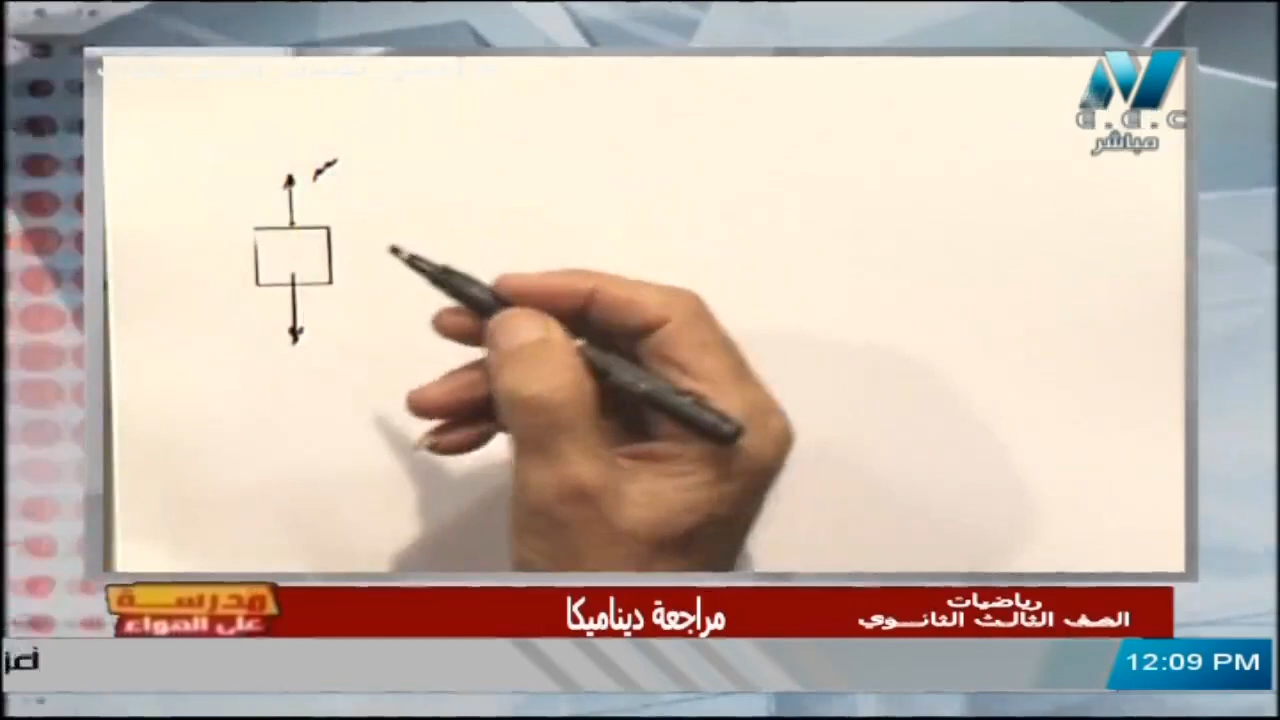 e.e.c
مباشر
رياضيات
الصف الثالث الثانوي
مراجعة ديناميكا
مدرسة
على الهواء
12:09 PM